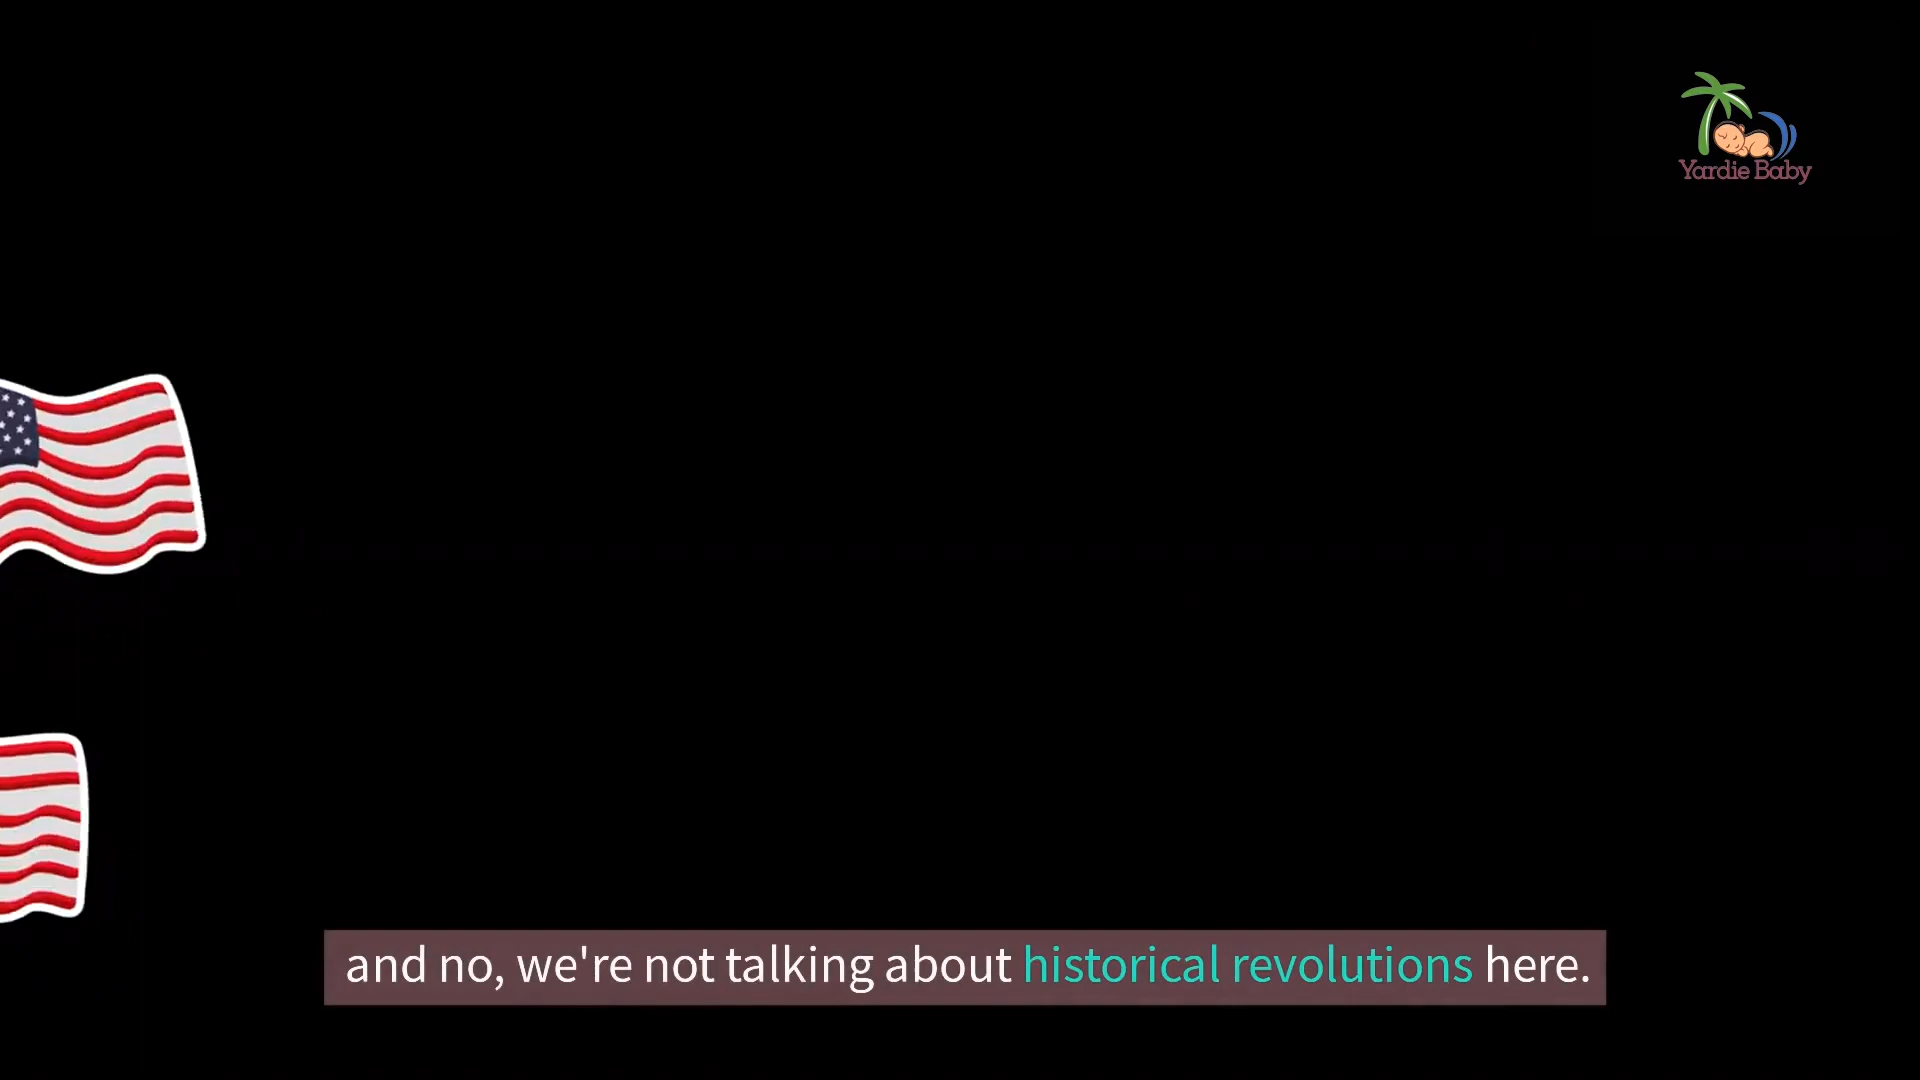 Yardie Baby
and no, we're not talking about historical revolutions here.